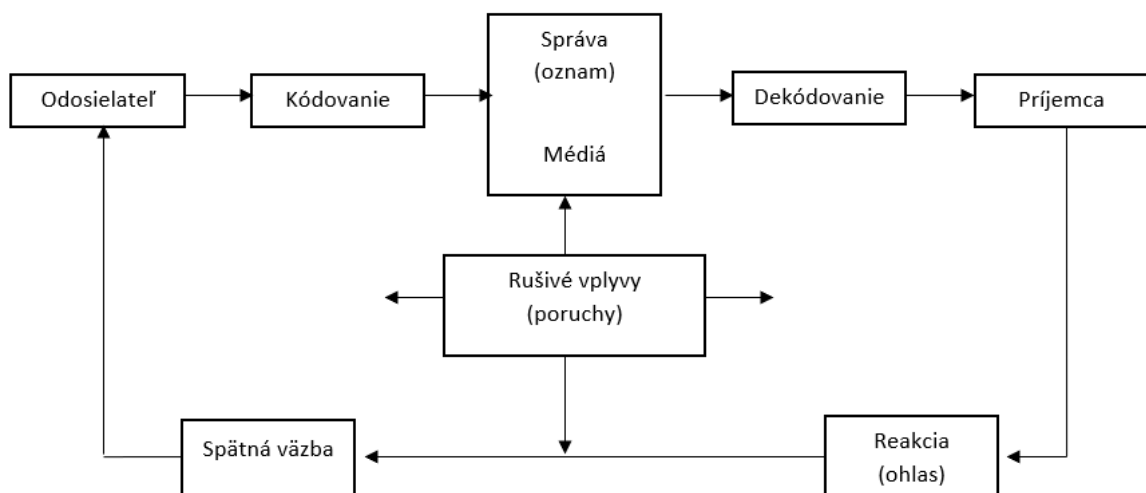 Správa
(oznam)
Odosielateľ
Kódovanie
Dekódovanie
Príjemca
Médiá
Rušivé vplyvy
(poruchy)
Spätná väzba
Reakcia
(ohlas)